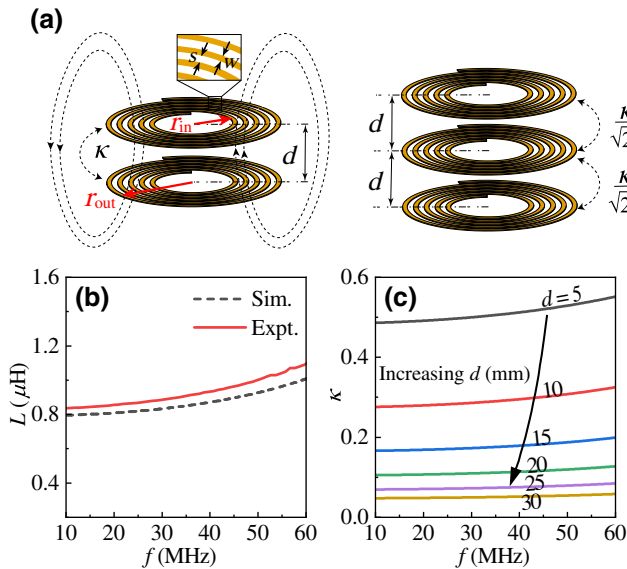 (a)
s w
r_in
κ
d
r_out
d
κ/√2
d
κ/√2
(b)
Sim.
Expt.
L (μH)
1.6
1.2
0.8
0.4
10 20 30 40 50 60
f (MHz)
(c)
κ
0.6
0.4
0.2
0.0
d = 5
Increasing d (mm)
10
15
20
25
30
10 20 30 40 50 60
f (MHz)